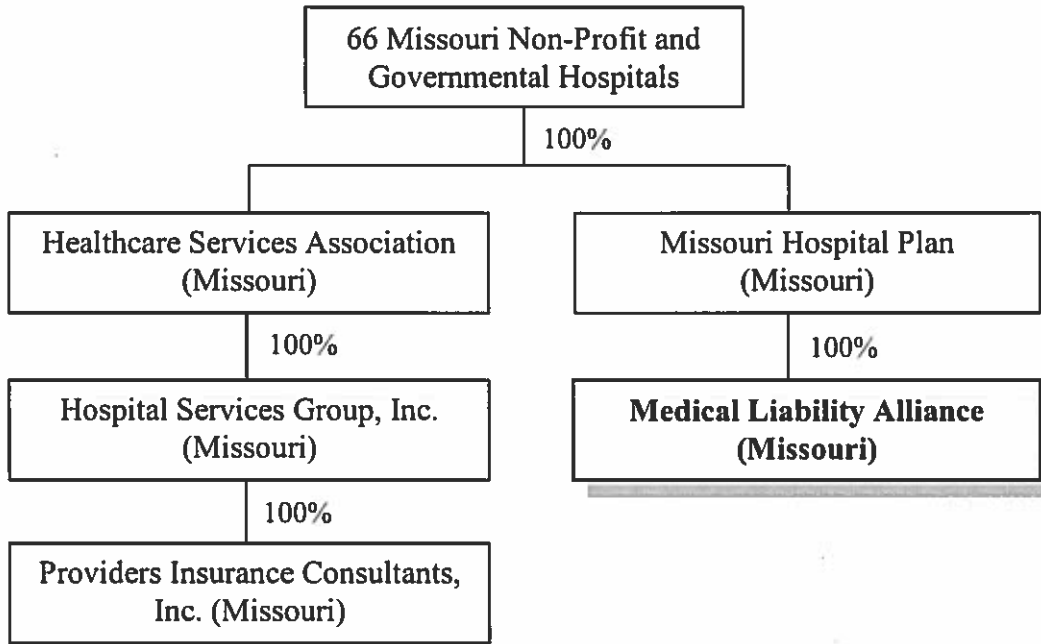 66 Missouri Non-Profit and
Governmental Hospitals
100%
Healthcare Services Association
(Missouri)
Missouri Hospital Plan
(Missouri)
100%
100%
Hospital Services Group, Inc.
(Missouri)
Medical Liability Alliance
(Missouri)
100%
Providers Insurance Consultants,
Inc. (Missouri)